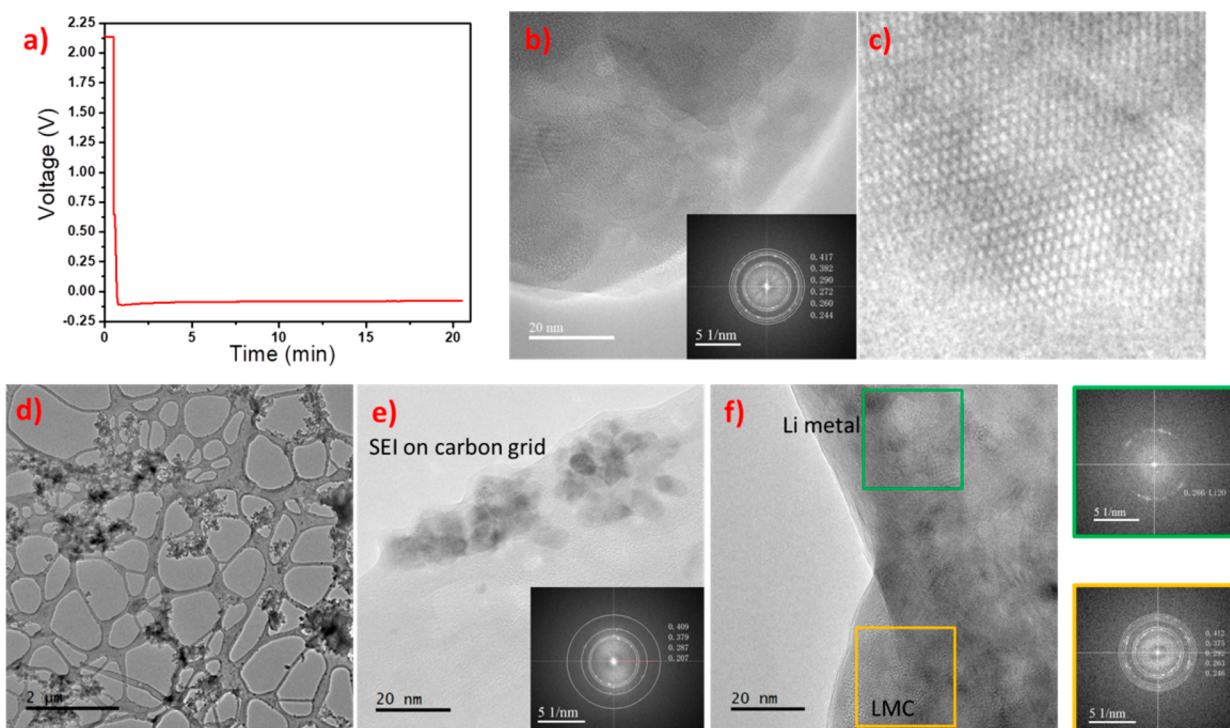 a)
2.25
2.00
1.75
1.50
1.25
1.00
0.75
0.50
0.25
0.00
-0.25
Voltage (V)
0
5
10
15
20
Time (min)
b)
20 nm
0.417
0.382
0.290
0.272
0.260
0.244
5 1/nm
c)
d)
2 μm
e)
SEI on carbon grid
20 nm
0.409
0.379
0.287
0.207
5 1/nm
f)
Li metal
LMC
20 nm
0.266 Li2O
5 1/nm
0.412
0.375
0.292
0.263
0.246
5 1/nm